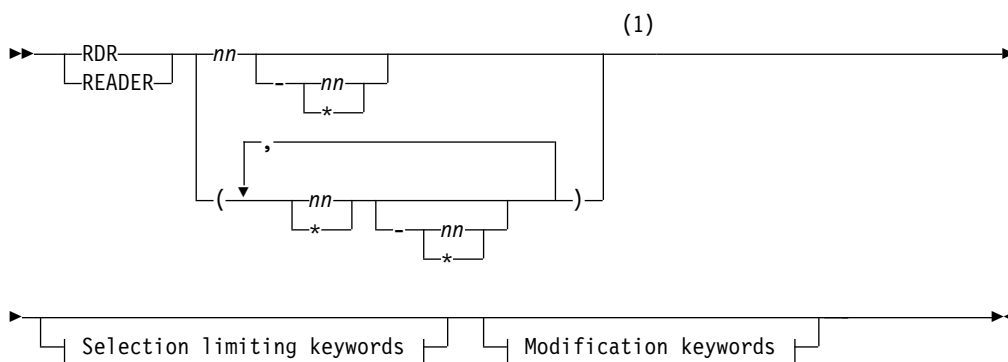 (1)
RDR nn
READER - nn
*
,
( nn )
* - nn
*
Selection limiting keywords Modification keywords